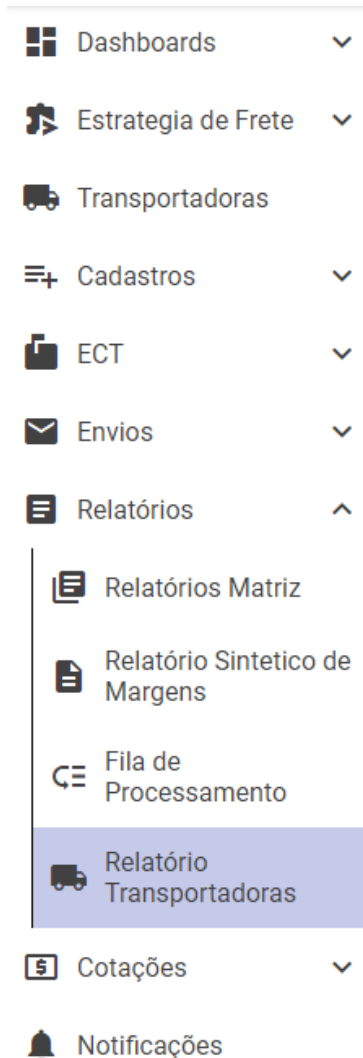 Dashboards
Estrategia de Frete
Transportadoras
Cadastros
ECT
Envios
Relatórios
Relatórios Matriz
Relatório Sintetico de
Margens
Fila de
Processamento
Relatório
Transportadoras
Cotações
Notificações